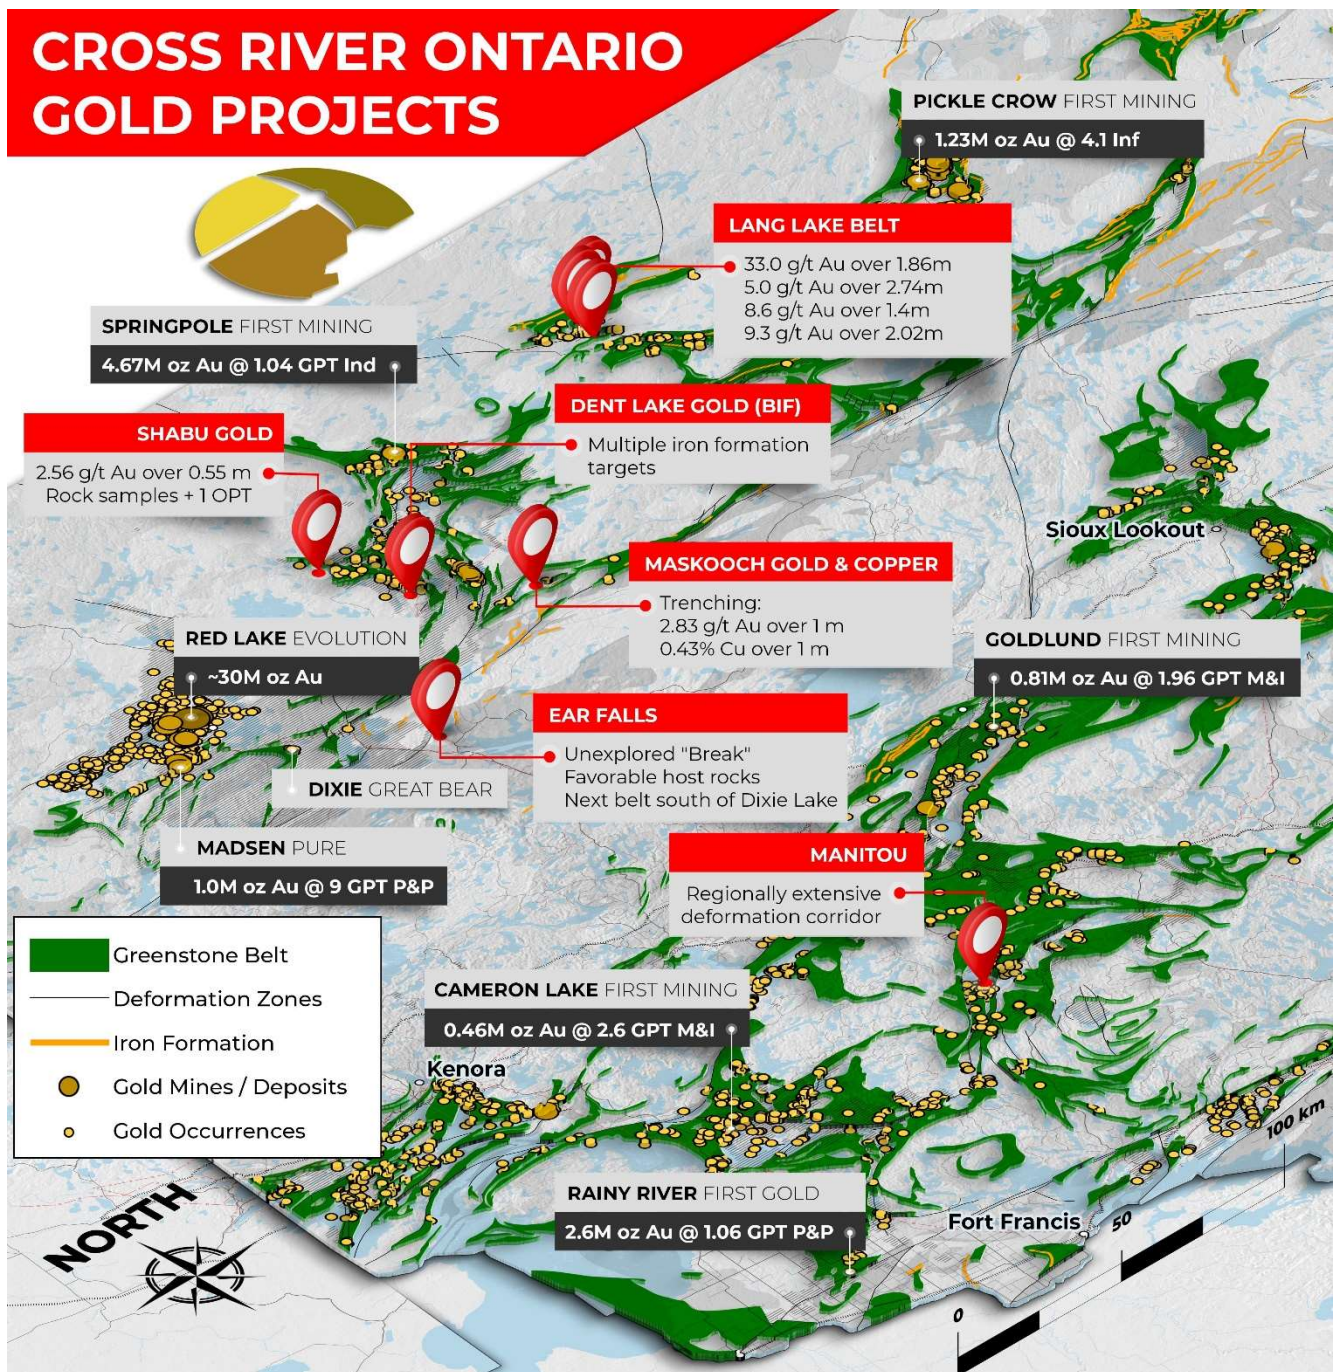 CROSS RIVER ONTARIO
GOLD PROJECTS
PICKLE CROW FIRST MINING
1.23M oz Au @ 4.1 Inf
LANG LAKE BELT
33.0 g/t Au over 1.86m
5.0 g/t Au over 2.74m
8.6 g/t Au over 1.4m
9.3 g/t Au over 2.02m
SPRINGPOLE FIRST MINING
4.67M oz Au @ 1.04 GPT Ind
DENT LAKE GOLD (BIF)
Multiple iron formation
targets
SHABU GOLD
2.56 g/t Au over 0.55 m
Rock samples + 1 OPT
Sioux Lookout
MASKOOCH GOLD & COPPER
Trenching:
2.83 g/t Au over 1 m
0.43% Cu over 1 m
RED LAKE EVOLUTION
~30M oz Au
GOLDLUND FIRST MINING
0.81M oz Au @ 1.96 GPT M&I
EAR FALLS
Unexplored "Break"
Favorable host rocks
Next belt south of Dixie Lake
DIXIE GREAT BEAR
MADSEN PURE
1.0M oz Au @ 9 GPT P&P
MANITOU
Regionally extensive
deformation corridor
Greenstone Belt
Deformation Zones
Iron Formation
Gold Mines / Deposits
Gold Occurrences
CAMERON LAKE FIRST MINING
0.46M oz Au @ 2.6 GPT M&I
Kenora
RAINY RIVER FIRST GOLD
2.6M oz Au @ 1.06 GPT P&P
Fort Francis
NORTH
0
50
100 km